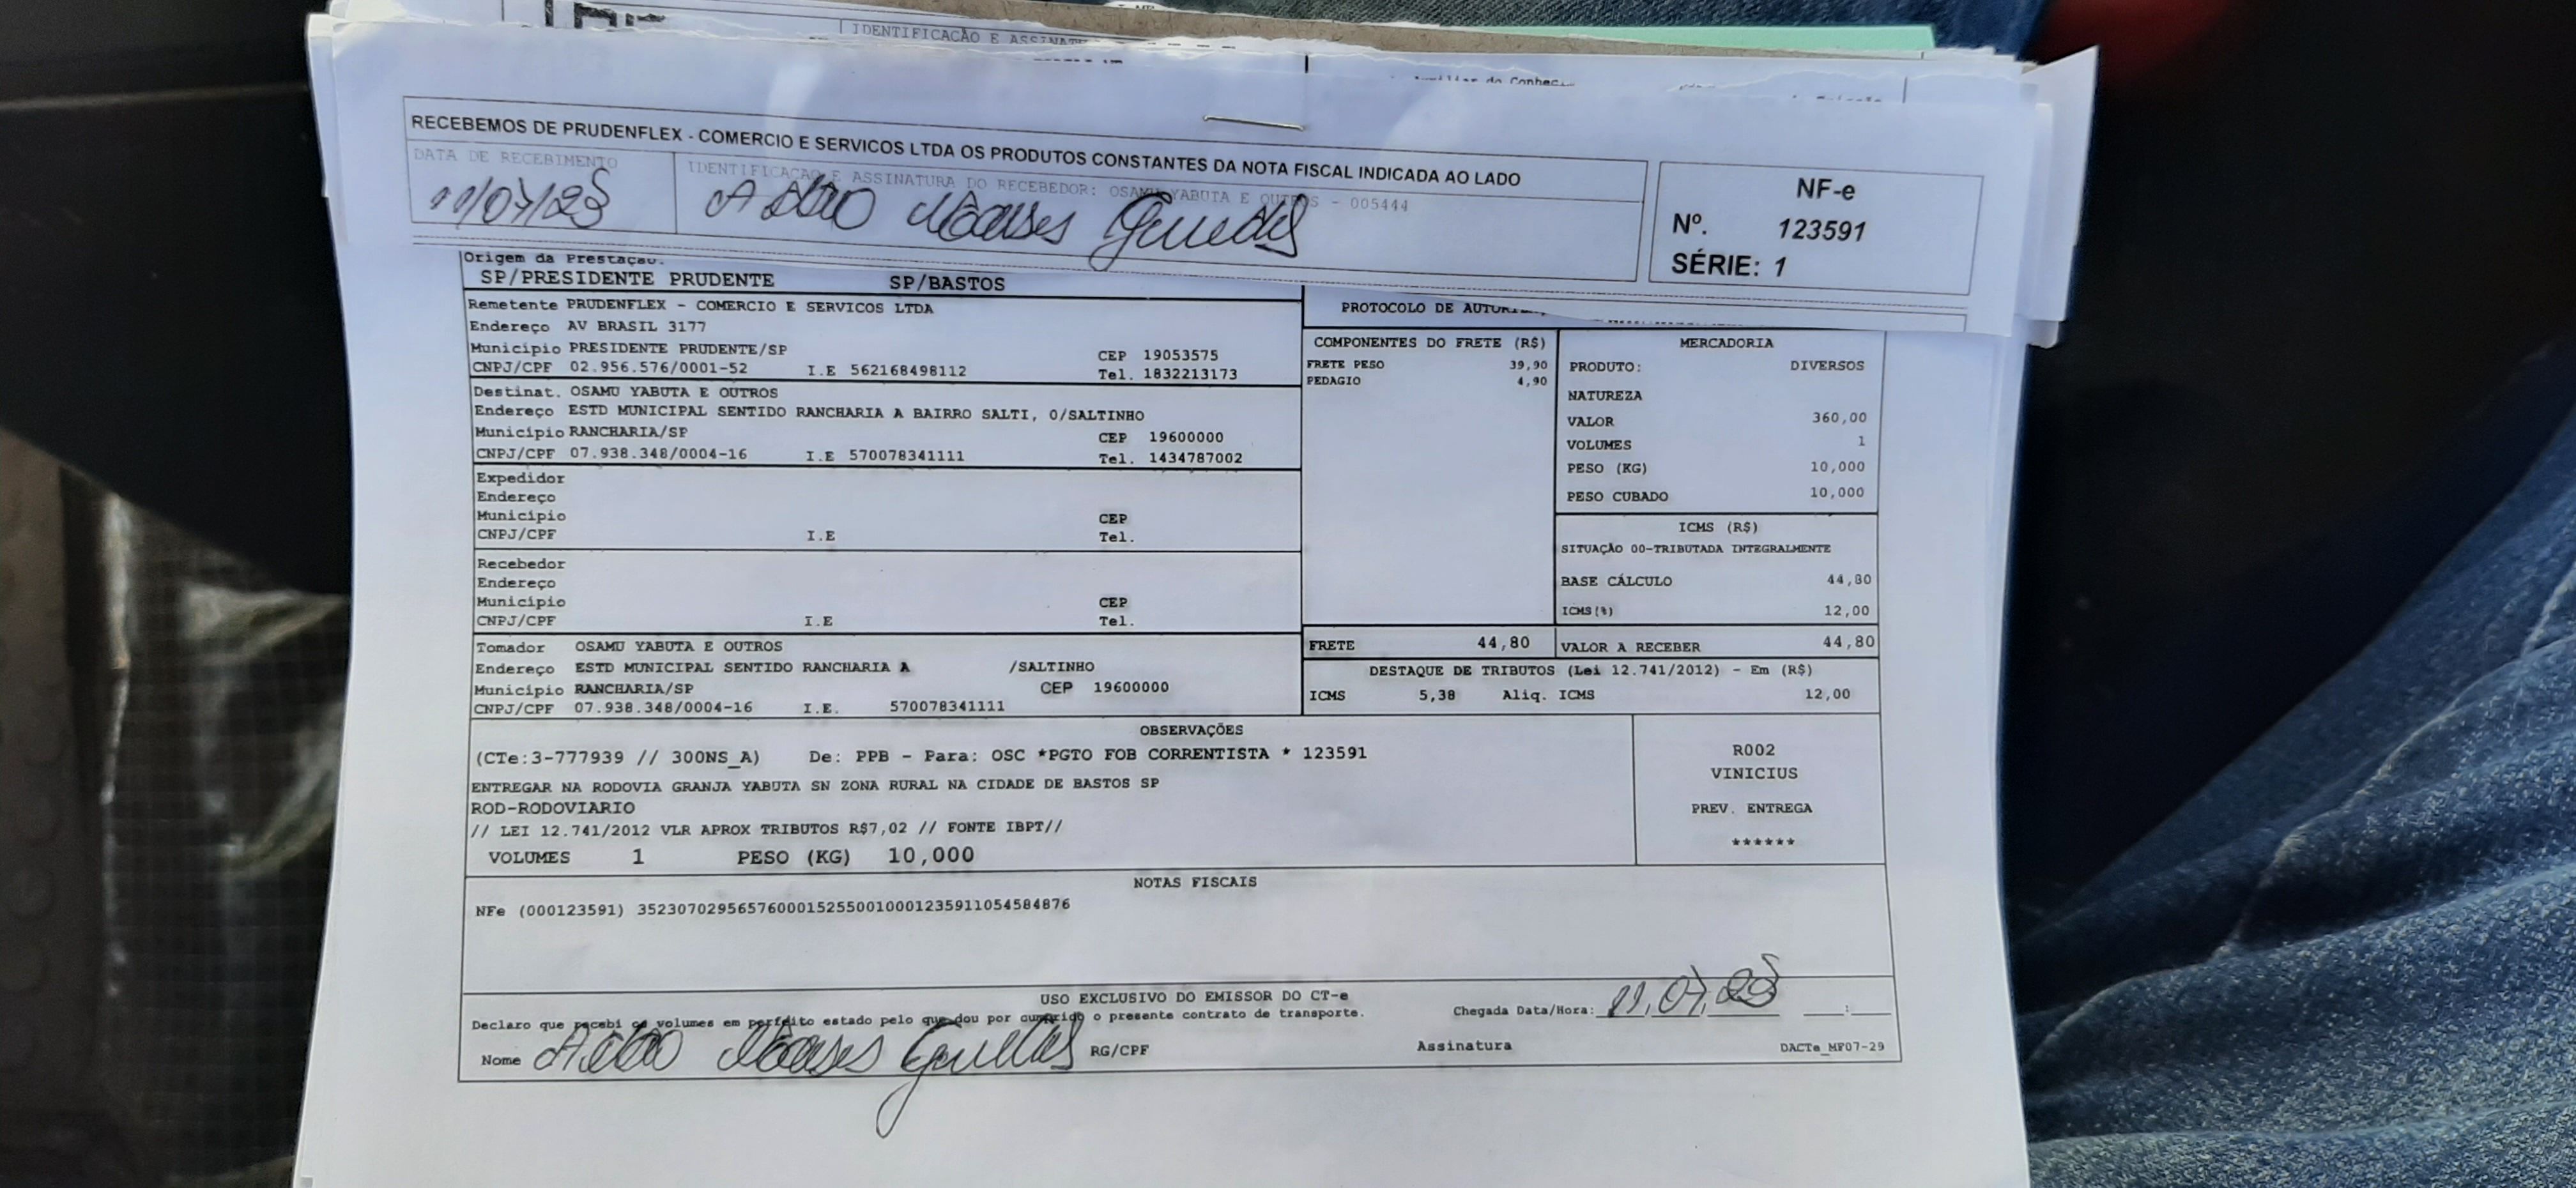 IDENTIFICAÇÃO E
RECEBEMOS DE PRUDENFLEX - COMERCIO E SERVICOS LTDA OS PRODUTOS CONSTANTES DA NOTA FISCAL INDICADA AO LADO
DATA DE RECEBIMENTO
IDENTIFICAÇÃO E ASSINATURA DO RECEBEDOR: OSAMU YABUTA E OUTROS - 005444
11/07/23
NF-e
Nº. 123591
SÉRIE: 1
Origem da Prestação.
SP/PRESIDENTE PRUDENTE SP/BASTOS
Remetente PRUDENFLEX - COMERCIO E SERVICOS LTDA
Endereço AV BRASIL 3177
Município PRESIDENTE PRUDENTE/SP CEP 19053575
CNPJ/CPF 02.956.576/0001-52 I.E 562168498112 Tel. 1832213173
Destinat. OSAMU YABUTA E OUTROS
Endereço ESTD MUNICIPAL SENTIDO RANCHARIA A BAIRRO SALTI, 0/SALTINHO
Município RANCHARIA/SP CEP 19600000
CNPJ/CPF 07.938.348/0004-16 I.E 570078341111 Tel. 1434787002
Expedidor
Endereço
Município CEP
CNPJ/CPF I.E Tel.
Recebedor
Endereço
Município CEP
CNPJ/CPF I.E Tel.
Tomador OSAMU YABUTA E OUTROS
Endereço ESTD MUNICIPAL SENTIDO RANCHARIA A /SALTINHO
Município RANCHARIA/SP CEP 19600000
CNPJ/CPF 07.938.348/0004-16 I.E. 570078341111
PROTOCOLO DE
COMPONENTES DO FRETE (R$)
FRETE PESO 39,90
PEDAGIO 4,90
MERCADORIA
PRODUTO: DIVERSOS
NATUREZA
VALOR 360,00
VOLUMES 1
PESO (KG) 10,000
PESO CUBADO 10,000
ICMS (R$)
SITUAÇÃO 00-TRIBUTADA INTEGRALMENTE
BASE CÁLCULO 44,80
ICMS(%) 12,00
FRETE 44,80 VALOR A RECEBER 44,80
DESTAQUE DE TRIBUTOS (Lei 12.741/2012) - Em (R$)
ICMS 5,38 Aliq. ICMS 12,00
OBSERVAÇÕES
(CTe:3-777939 // 300NS_A) De: PPB - Para: OSC *PGTO FOB CORRENTISTA * 123591
ENTREGAR NA RODOVIA GRANJA YABUTA SN ZONA RURAL NA CIDADE DE BASTOS SP
ROD-RODOVIARIO
// LEI 12.741/2012 VLR APROX TRIBUTOS R$7,02 // FONTE IBPT//
VOLUMES 1 PESO (KG) 10,000
R002
VINICIUS
PREV. ENTREGA
******
NOTAS FISCAIS
NFe (000123591) 35230702956576000152550010001235911054584876
USO EXCLUSIVO DO EMISSOR DO CT-e
Declaro que recebi os volumes em perfeito estado pelo que dou por cumprido o presente contrato de transporte.
Chegada Data/Hora: 11,07,23 :
Nome RG/CPF Assinatura DACTe_MF07-29